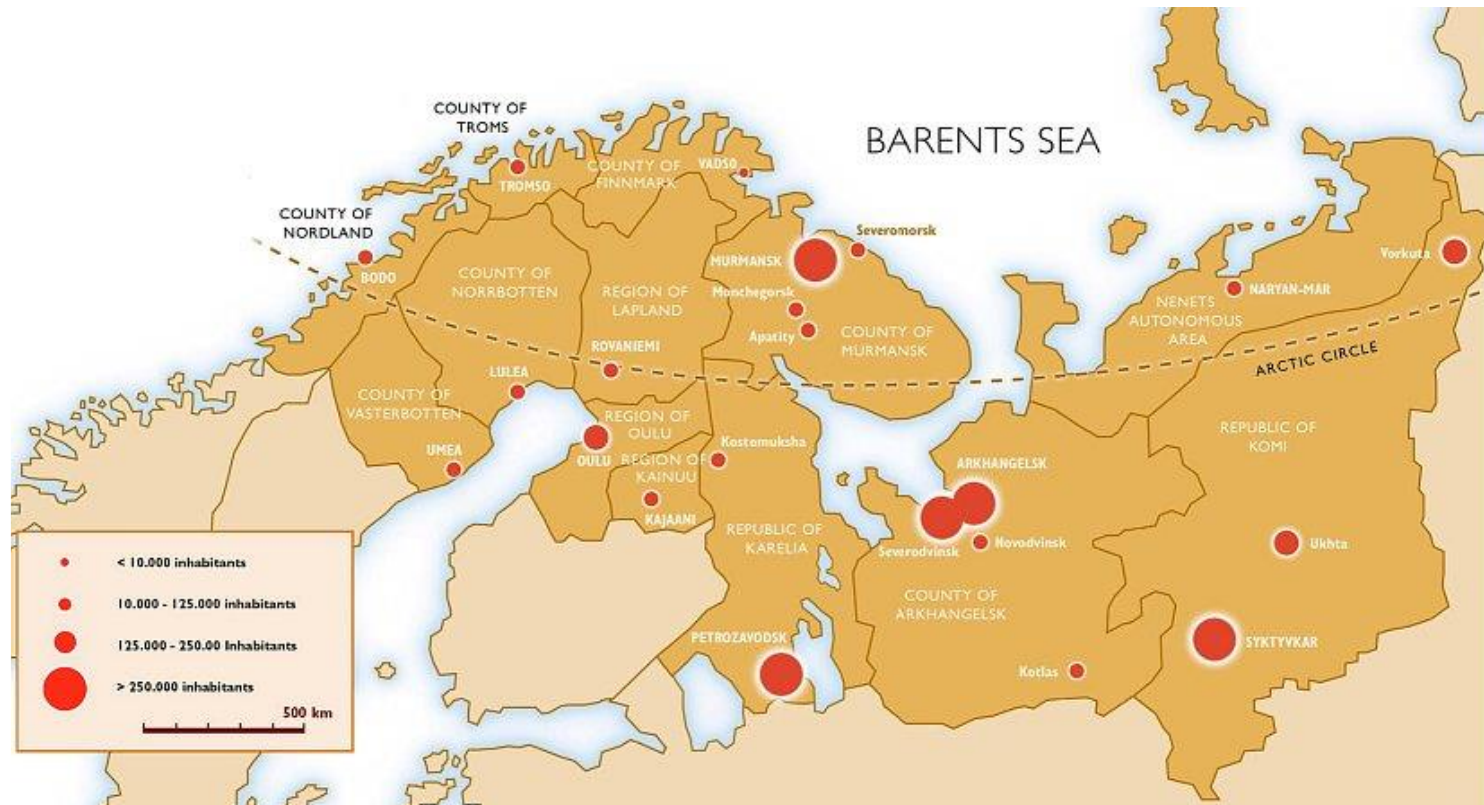 COUNTY OF
TROMS
BARENTS SEA
COUNTY OF
FINNMARK
VADSO
TROMSO
COUNTY OF
NORDLAND
BODO
Severomorsk
MURMANSK
Vorkuta
COUNTY OF
NORRBOTTEN
REGION OF
LAPLAND
Monchegorsk
Apatity
COUNTY OF
MURMANSK
NARYAN-MAR
NENETS
AUTONOMOUS
AREA
ARCTIC CIRCLE
ROVANIEMI
LULEA
COUNTY OF
VASTERBOTTEN
REGION OF
OULU
UMEA
OULU
REGION OF
KAINUU
KAJAANI
Kostomuksha
REPUBLIC OF
KOMI
ARKHANGELSK
REPUBLIC OF
KARELIA
Severodvinsk
Novodvinsk
Ukhta
COUNTY OF
ARKHANGELSK
PETROZAVODSK
SYKTYVKAR
Kotlas
< 10.000 inhabitants
10.000 - 125.000 inhabitants
125.000 - 250.00 Inhabitants
> 250.000 inhabitants
500 km